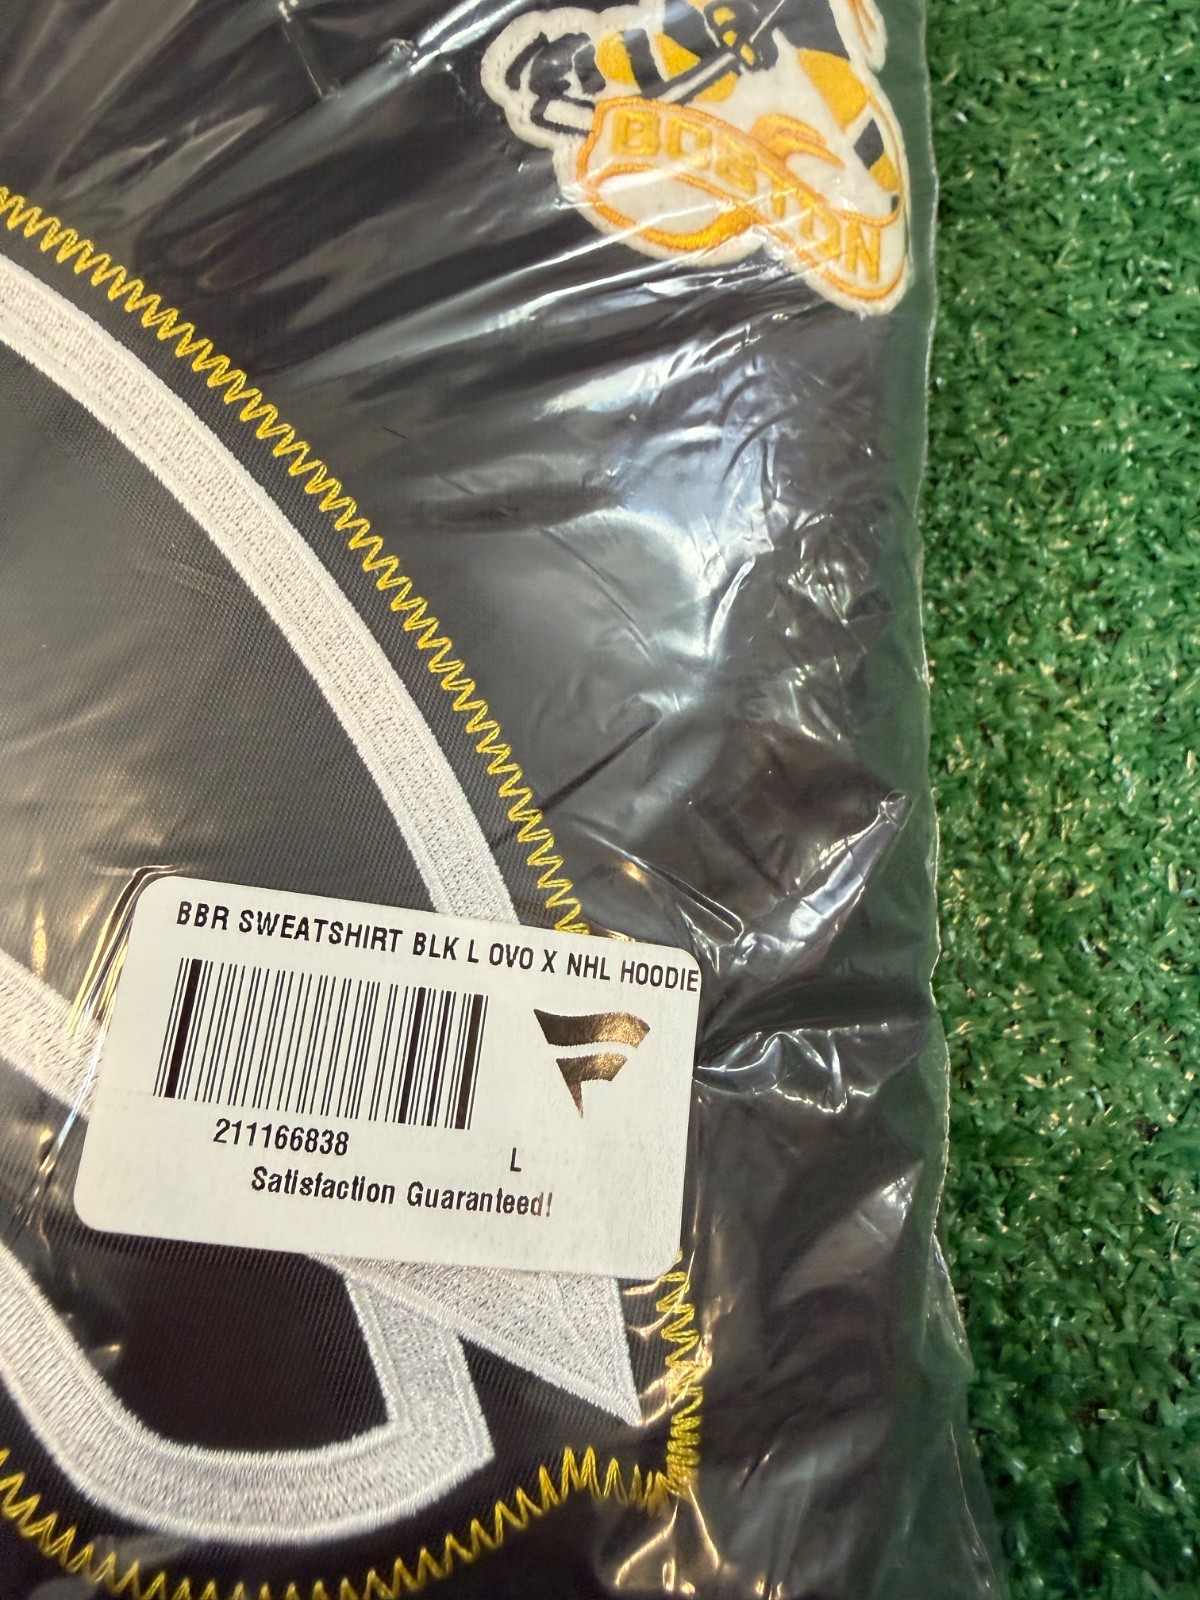 BOSTON
BBR SWEATSHIRT BLK L OVO X NHL HOODIE
211166838
L
Satisfaction Guaranteed!